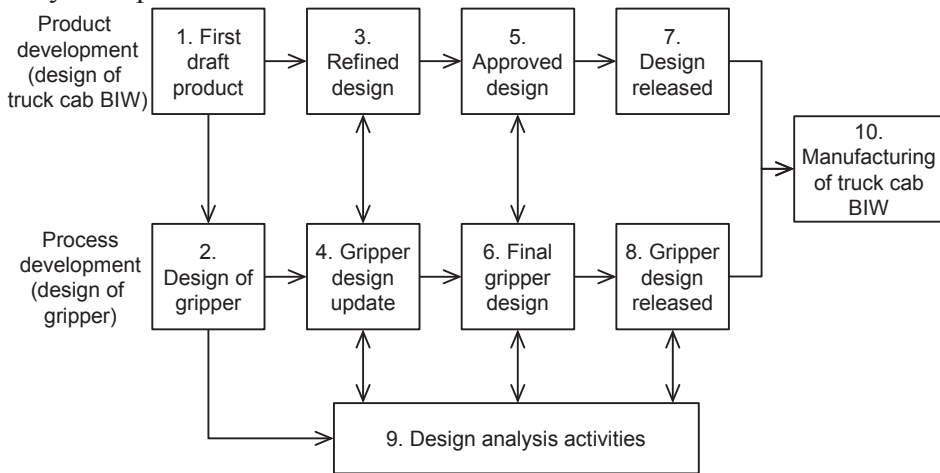 Product
development
(design of
truck cab BIW)
1. First
draft
product
3.
Refined
design
5.
Approved
design
7.
Design
released
10.
Manufacturing
of truck cab
BIW
Process
development
(design of
gripper)
2.
Design of
gripper
4. Gripper
design
update
6. Final
gripper
design
8. Gripper
design
released
9. Design analysis activities